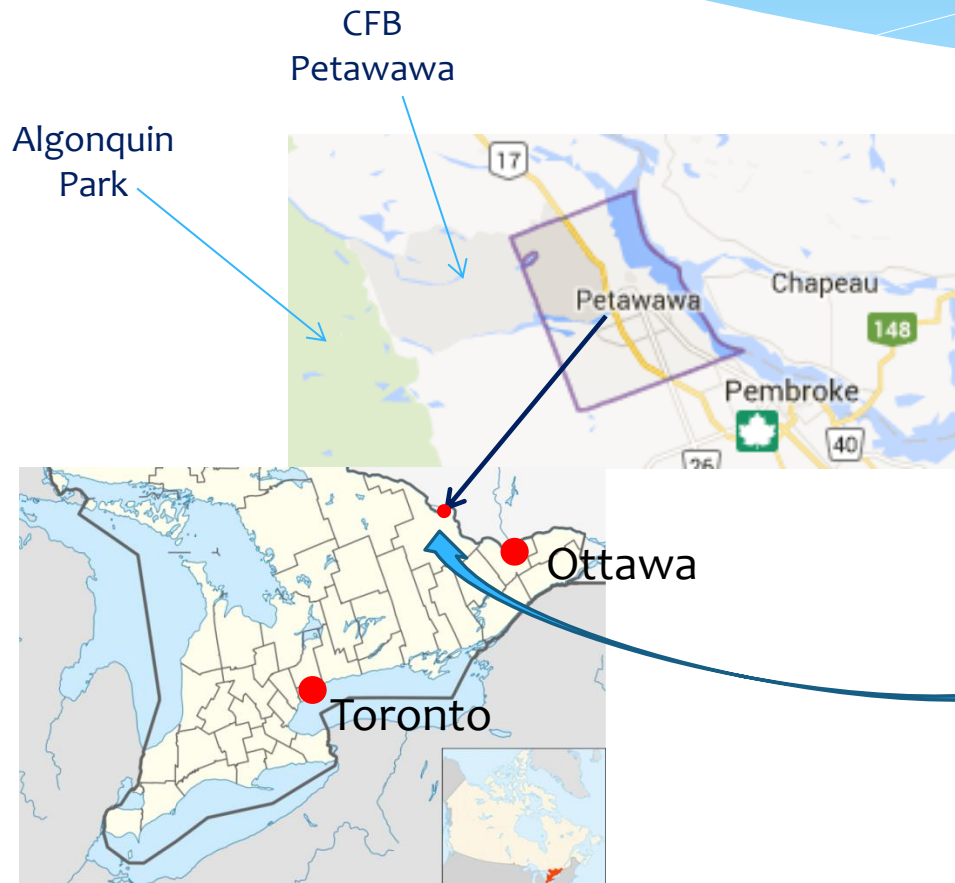 CFB
Petawawa
Algonquin
Park
17
Chapeau
Petawawa
148
Pembroke
40
26
Ottawa
Toronto